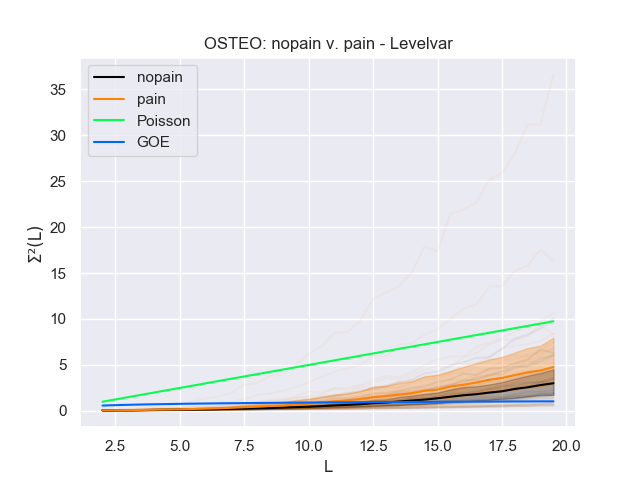 OSTEO: nopain v. pain - Levelvar
nopain
pain
Poisson
GOE
Σ²(L)
35
30
25
20
15
10
5
0
2.5 5.0 7.5 10.0 12.5 15.0 17.5 20.0
L